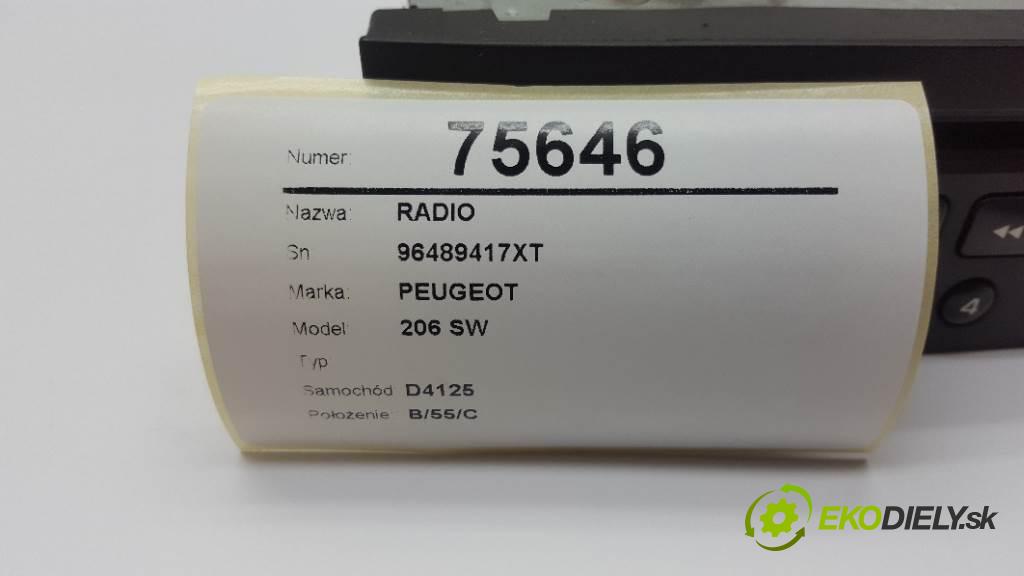 Numer: 75646
Nazwa: RADIO
Sn 96489417XT
Marka: PEUGEOT
Model 206 SW
Typ
Samochód D4125
Położenie: B/55/C
4
EKODIELY.sk